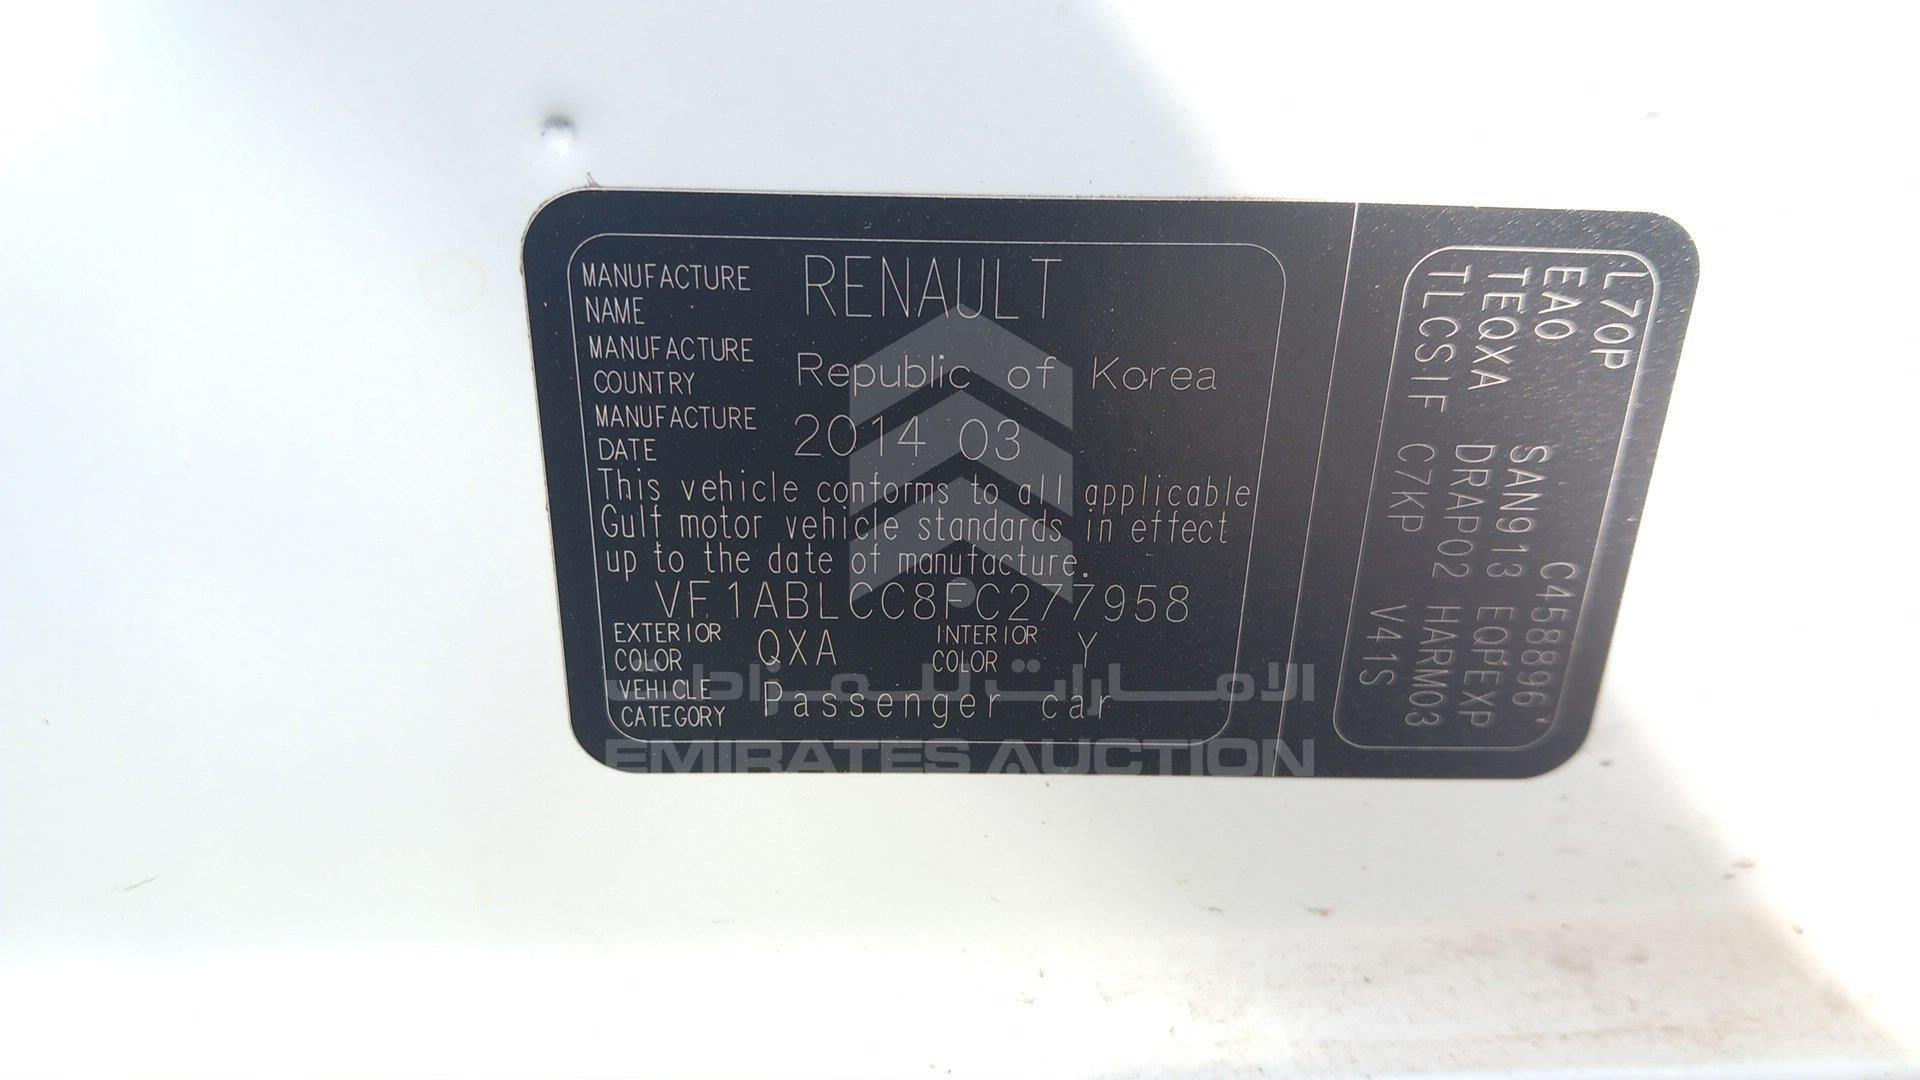 MANUFACTURE NAME RENAULT
MANUFACTURE COUNTRY Republic of Korea
MANUFACTURE DATE 2014 03
This vehicle conforms to all applicable
Gulf motor vehicle standards in effect
up to the date of manufacture.
VF1ABLCC8FC277958
EXTERIOR COLOR QXA INTERIOR COLOR Y
VEHICLE CATEGORY Passenger car
L70P C458896
EA0 SAN913 EQPEXP
TEQXA DRAP02 HARM03
TLCSIF C7KP V41S
الامارات للمزادات
EMIRATES AUCTION